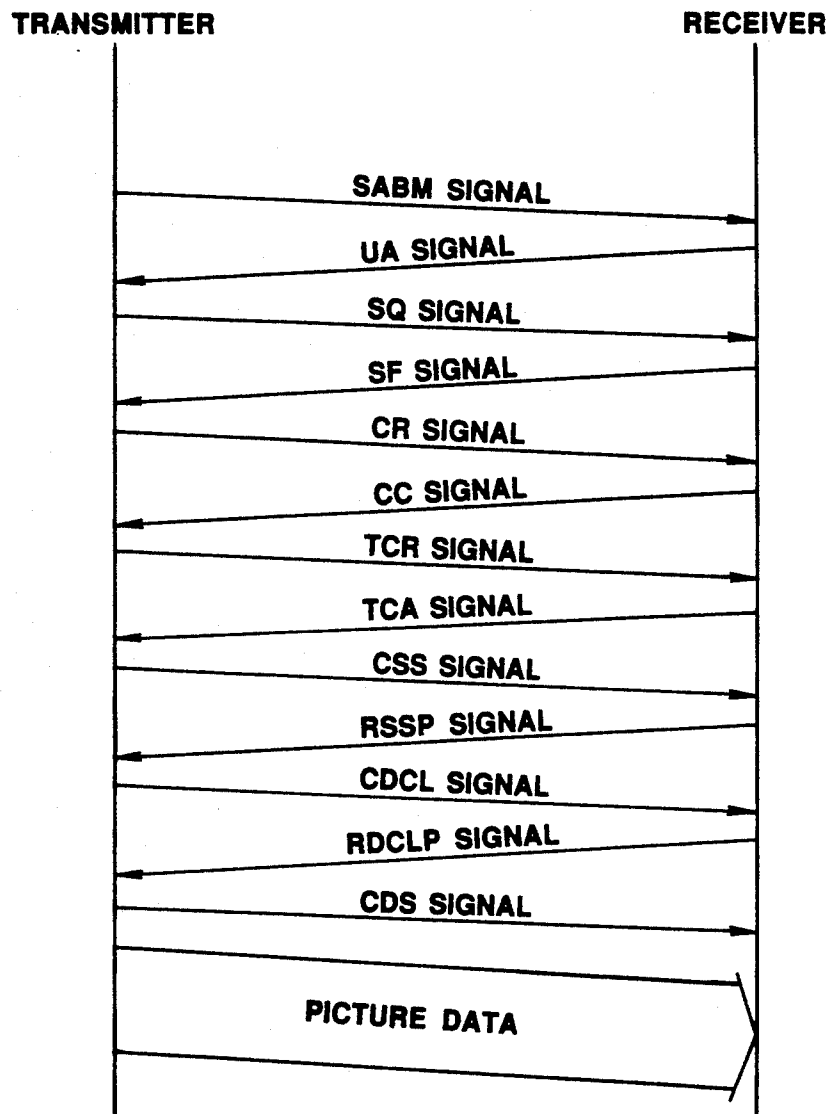 TRANSMITTER RECEIVER
SABM SIGNAL
UA SIGNAL
SQ SIGNAL
SF SIGNAL
CR SIGNAL
CC SIGNAL
TCR SIGNAL
TCA SIGNAL
CSS SIGNAL
RSSP SIGNAL
CDCL SIGNAL
RDCLP SIGNAL
CDS SIGNAL
PICTURE DATA